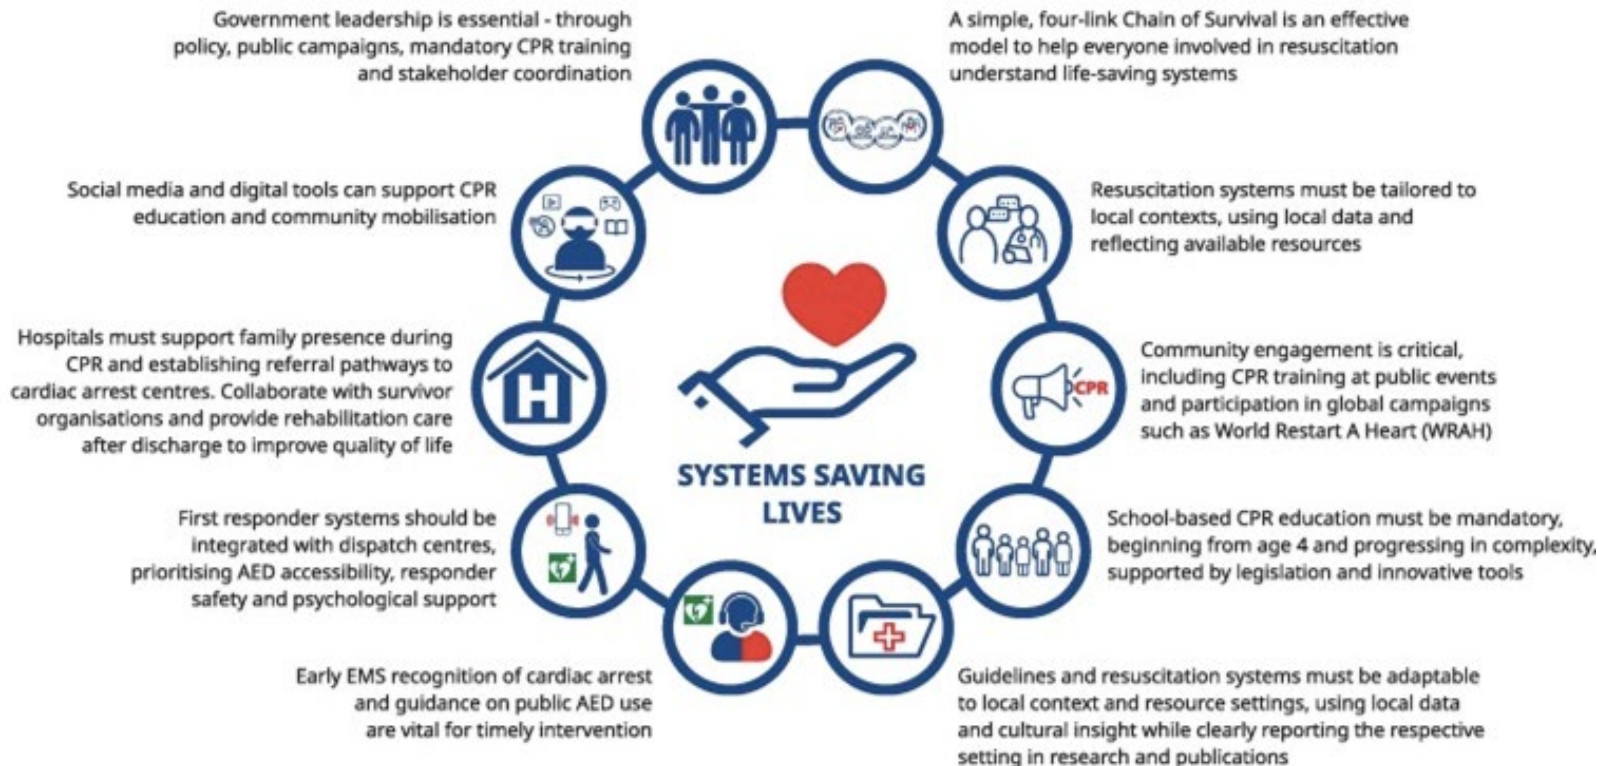 Government leadership is essential - through
policy, public campaigns, mandatory CPR training
and stakeholder coordination
A simple, four-link Chain of Survival is an effective
model to help everyone involved in resuscitation
understand life-saving systems
Social media and digital tools can support CPR
education and community mobilisation
Resuscitation systems must be tailored to
local contexts, using local data and
reflecting available resources
Hospitals must support family presence during
CPR and establishing referral pathways to
cardiac arrest centres. Collaborate with survivor
organisations and provide rehabilitation care
after discharge to improve quality of life
H
SYSTEMS SAVING
LIVES
CPR
Community engagement is critical,
including CPR training at public events
and participation in global campaigns
such as World Restart A Heart (WRAH)
First responder systems should be
integrated with dispatch centres,
prioritising AED accessibility, responder
safety and psychological support
School-based CPR education must be mandatory,
beginning from age 4 and progressing in complexity,
supported by legislation and innovative tools
Early EMS recognition of cardiac arrest
and guidance on public AED use
are vital for timely intervention
Guidelines and resuscitation systems must be adaptable
to local context and resource settings, using local data
and cultural insight while clearly reporting the respective
setting in research and publications